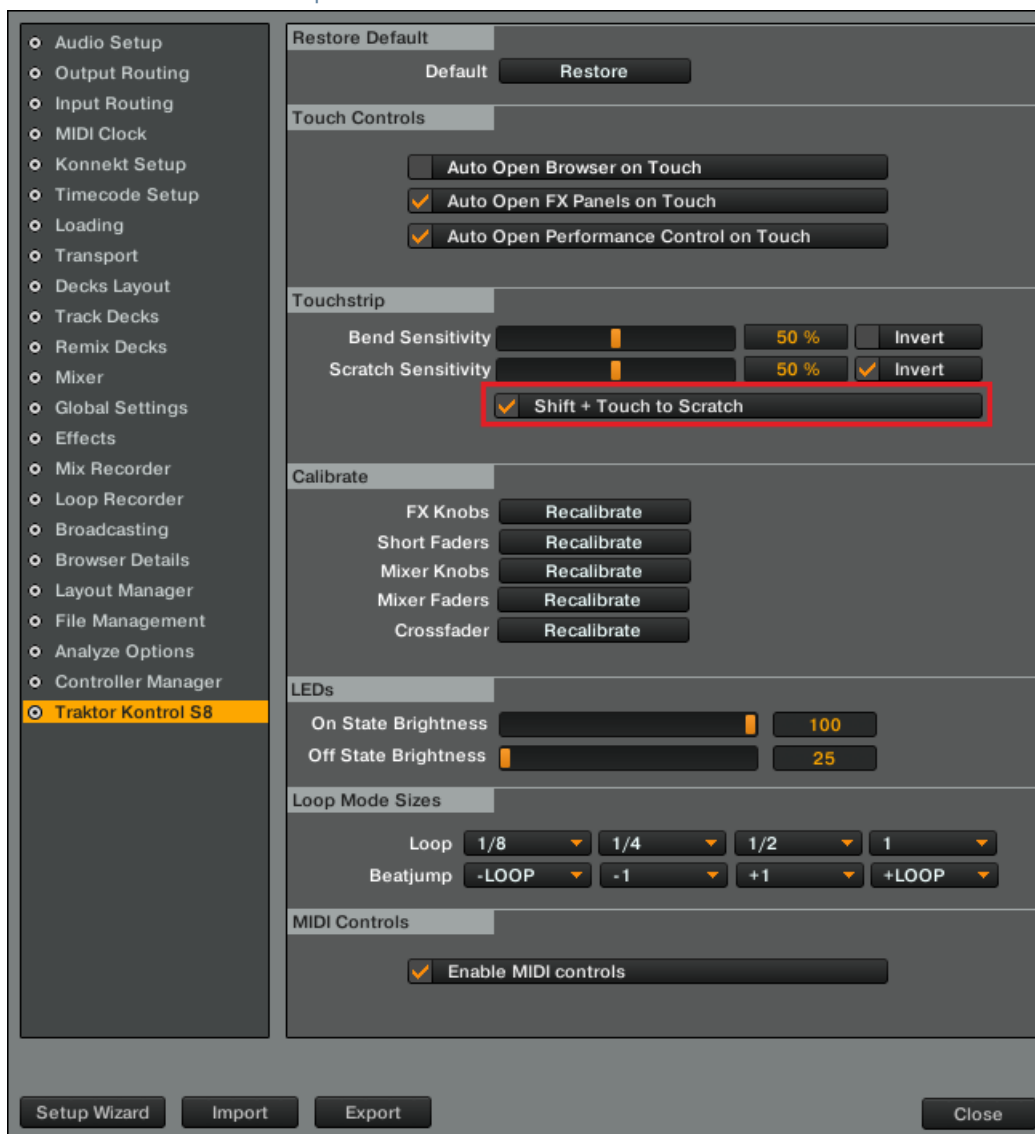 Audio Setup
Output Routing
Input Routing
MIDI Clock
Konnekt Setup
Timecode Setup
Loading
Transport
Decks Layout
Track Decks
Remix Decks
Mixer
Global Settings
Effects
Mix Recorder
Loop Recorder
Broadcasting
Browser Details
Layout Manager
File Management
Analyze Options
Controller Manager
Traktor Kontrol S8
Restore Default
Default Restore
Touch Controls
Auto Open Browser on Touch
Auto Open FX Panels on Touch
Auto Open Performance Control on Touch
Touchstrip
Bend Sensitivity 50 % Invert
Scratch Sensitivity 50 % Invert
Shift + Touch to Scratch
Calibrate
FX Knobs Recalibrate
Short Faders Recalibrate
Mixer Knobs Recalibrate
Mixer Faders Recalibrate
Crossfader Recalibrate
LEDs
On State Brightness 100
Off State Brightness 25
Loop Mode Sizes
Loop 1/8 1/4 1/2 1
Beatjump -LOOP -1 +1 +LOOP
MIDI Controls
Enable MIDI controls
Setup Wizard Import Export Close